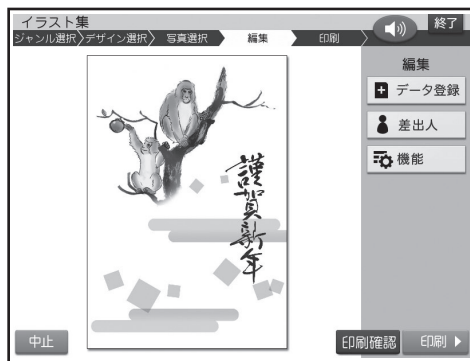 イラスト集
終了
ジャンル選択
デザイン選択
写真選択
編集
印刷
編集
データ登録
差出人
機能
謹賀新年
中止
印刷確認
印刷